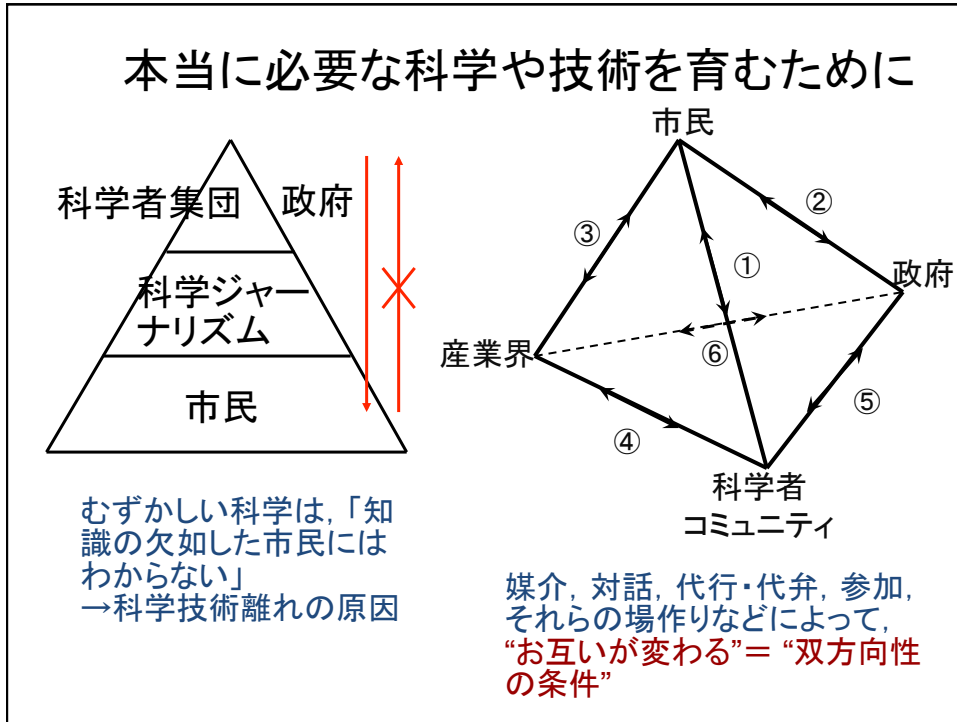 本当に必要な科学や技術を育むために
科学者集団
政府
科学ジャー
ナリズム
市民
むずかしい科学は，「知
識の欠如した市民には
わからない」
→科学技術離れの原因
市民
②
③
①
政府
産業界
⑥
⑤
④
科学者
コミュニティ
媒介，対話，代行・代弁，参加，
それらの場作りなどによって，
“お互いが変わる”＝ “双方向性
の条件”